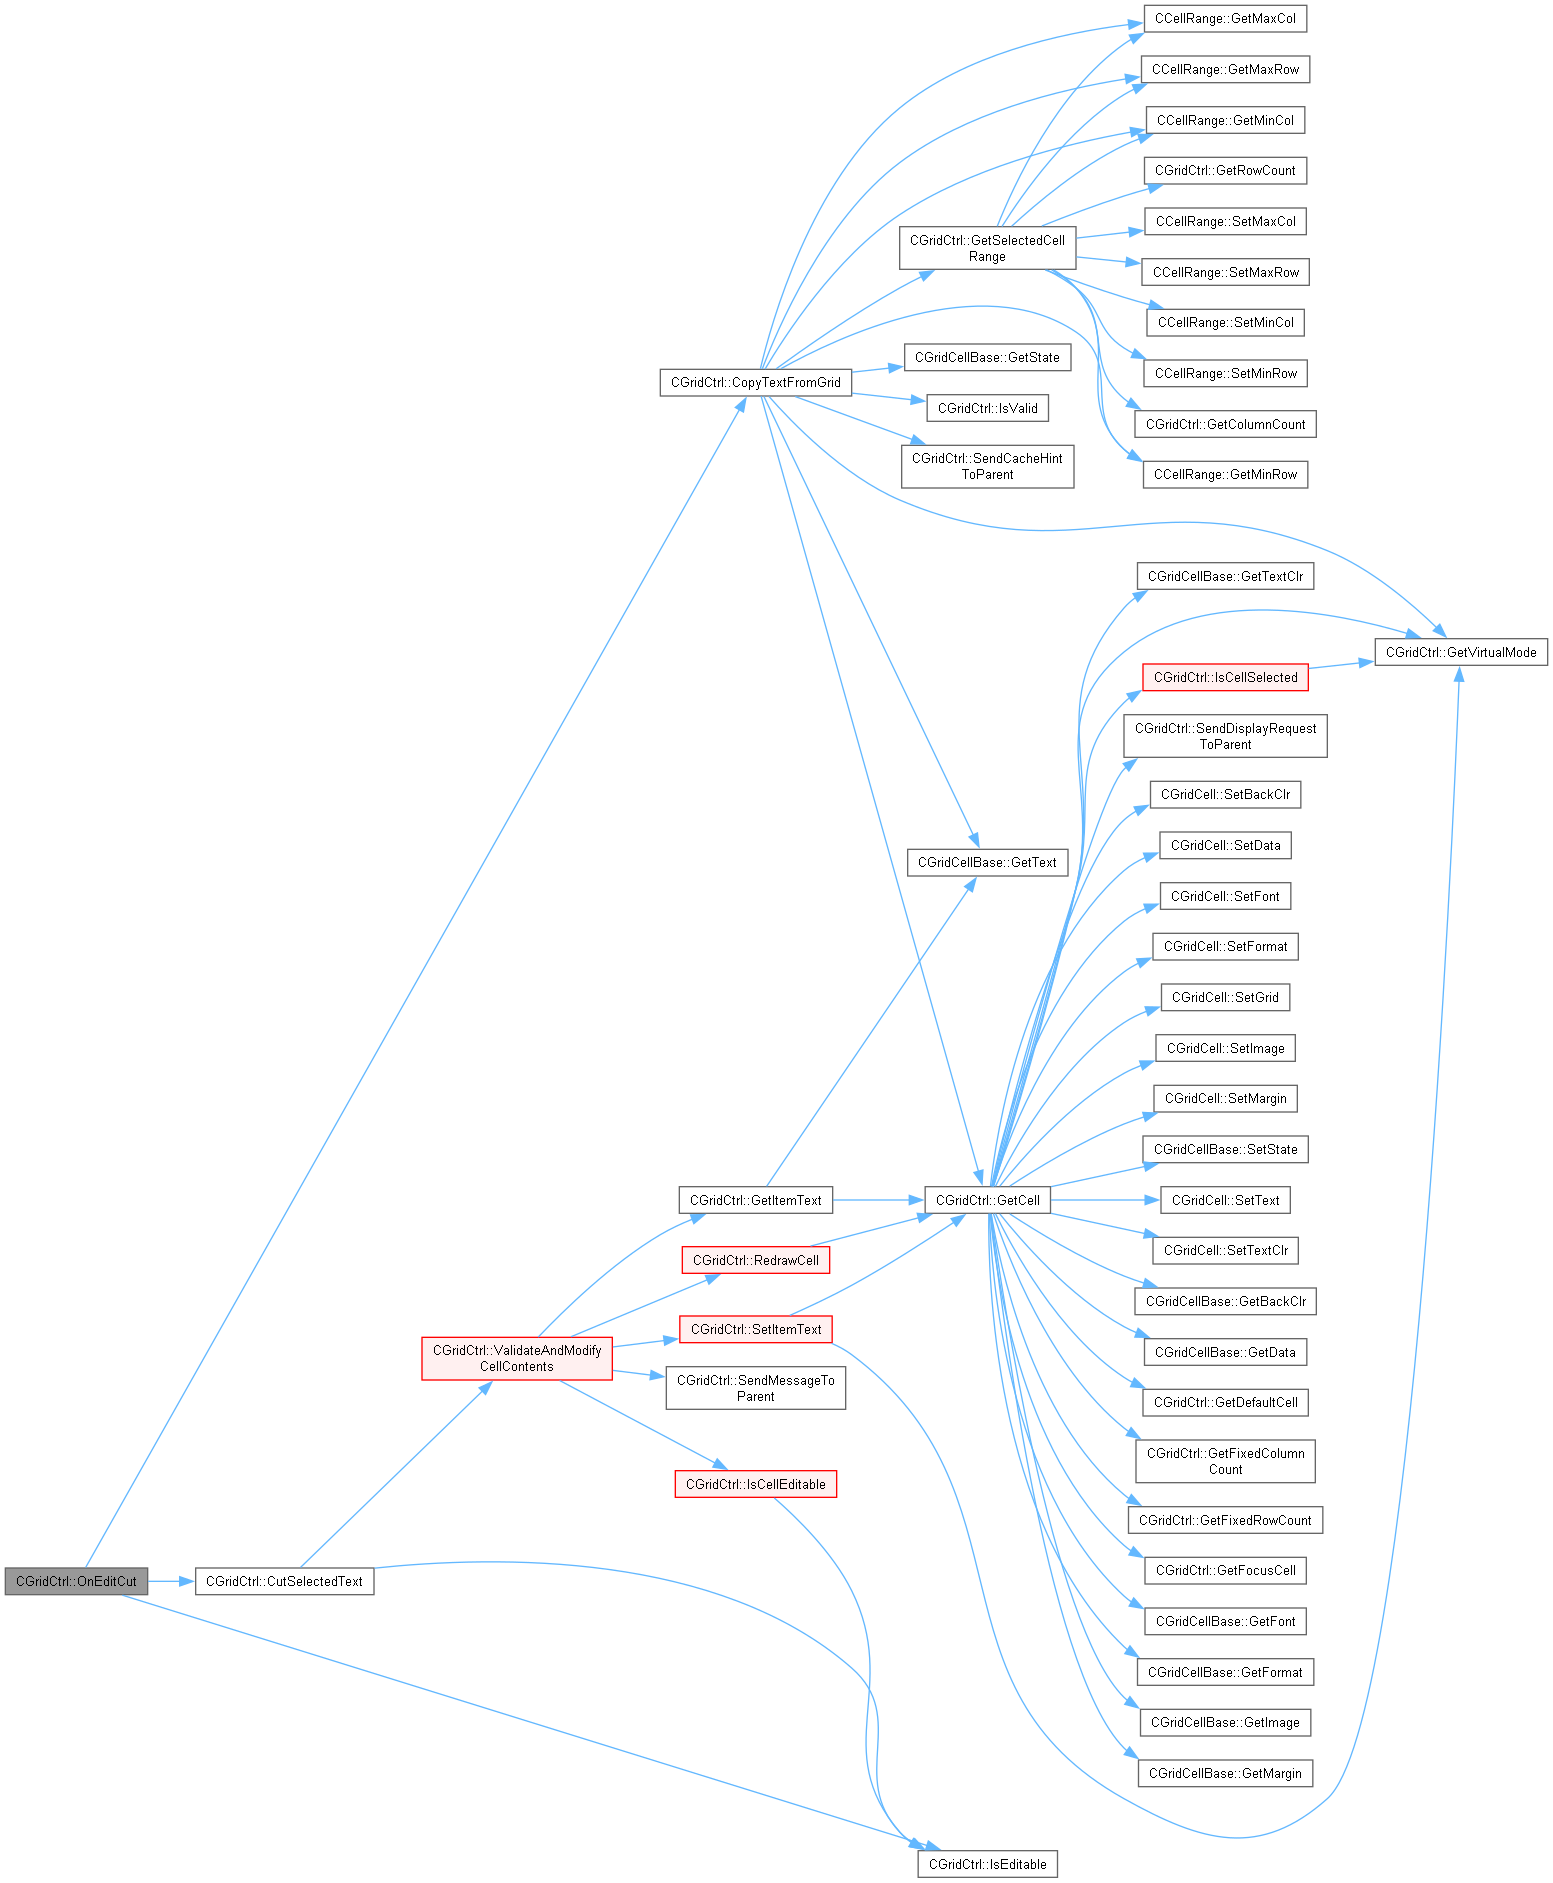 CCellRange::GetMaxCol
CCellRange::GetMaxRow
CCellRange::GetMinCol
CGridCtrl::GetRowCount
CCellRange::SetMaxCol
CGridCtrl::GetSelectedCell
Range
CCellRange::SetMaxRow
CCellRange::SetMinCol
CGridCellBase::GetState
CCellRange::SetMinRow
CGridCtrl::CopyTextFromGrid
CGridCtrl::IsValid
CGridCtrl::GetColumnCount
CGridCtrl::SendCacheHint
ToParent
CCellRange::GetMinRow
CGridCellBase::GetTextClr
CGridCtrl::GetVirtualMode
CGridCtrl::IsCellSelected
CGridCtrl::SendDisplayRequest
ToParent
CGridCell::SetBackClr
CGridCell::SetData
CGridCellBase::GetText
CGridCell::SetFont
CGridCell::SetFormat
CGridCell::SetGrid
CGridCell::SetImage
CGridCell::SetMargin
CGridCellBase::SetState
CGridCtrl::GetItemText
CGridCtrl::GetCell
CGridCell::SetText
CGridCell::SetTextClr
CGridCtrl::RedrawCell
CGridCellBase::GetBackClr
CGridCtrl::SetItemText
CGridCtrl::ValidateAndModify
CellContents
CGridCellBase::GetData
CGridCtrl::SendMessageTo
Parent
CGridCtrl::GetDefaultCell
CGridCtrl::GetFixedColumn
Count
CGridCtrl::IsCellEditable
CGridCtrl::GetFixedRowCount
CGridCtrl::GetFocusCell
CGridCtrl::OnEditCut
CGridCtrl::CutSelectedText
CGridCellBase::GetFont
CGridCellBase::GetFormat
CGridCellBase::GetImage
CGridCellBase::GetMargin
CGridCtrl::IsEditable